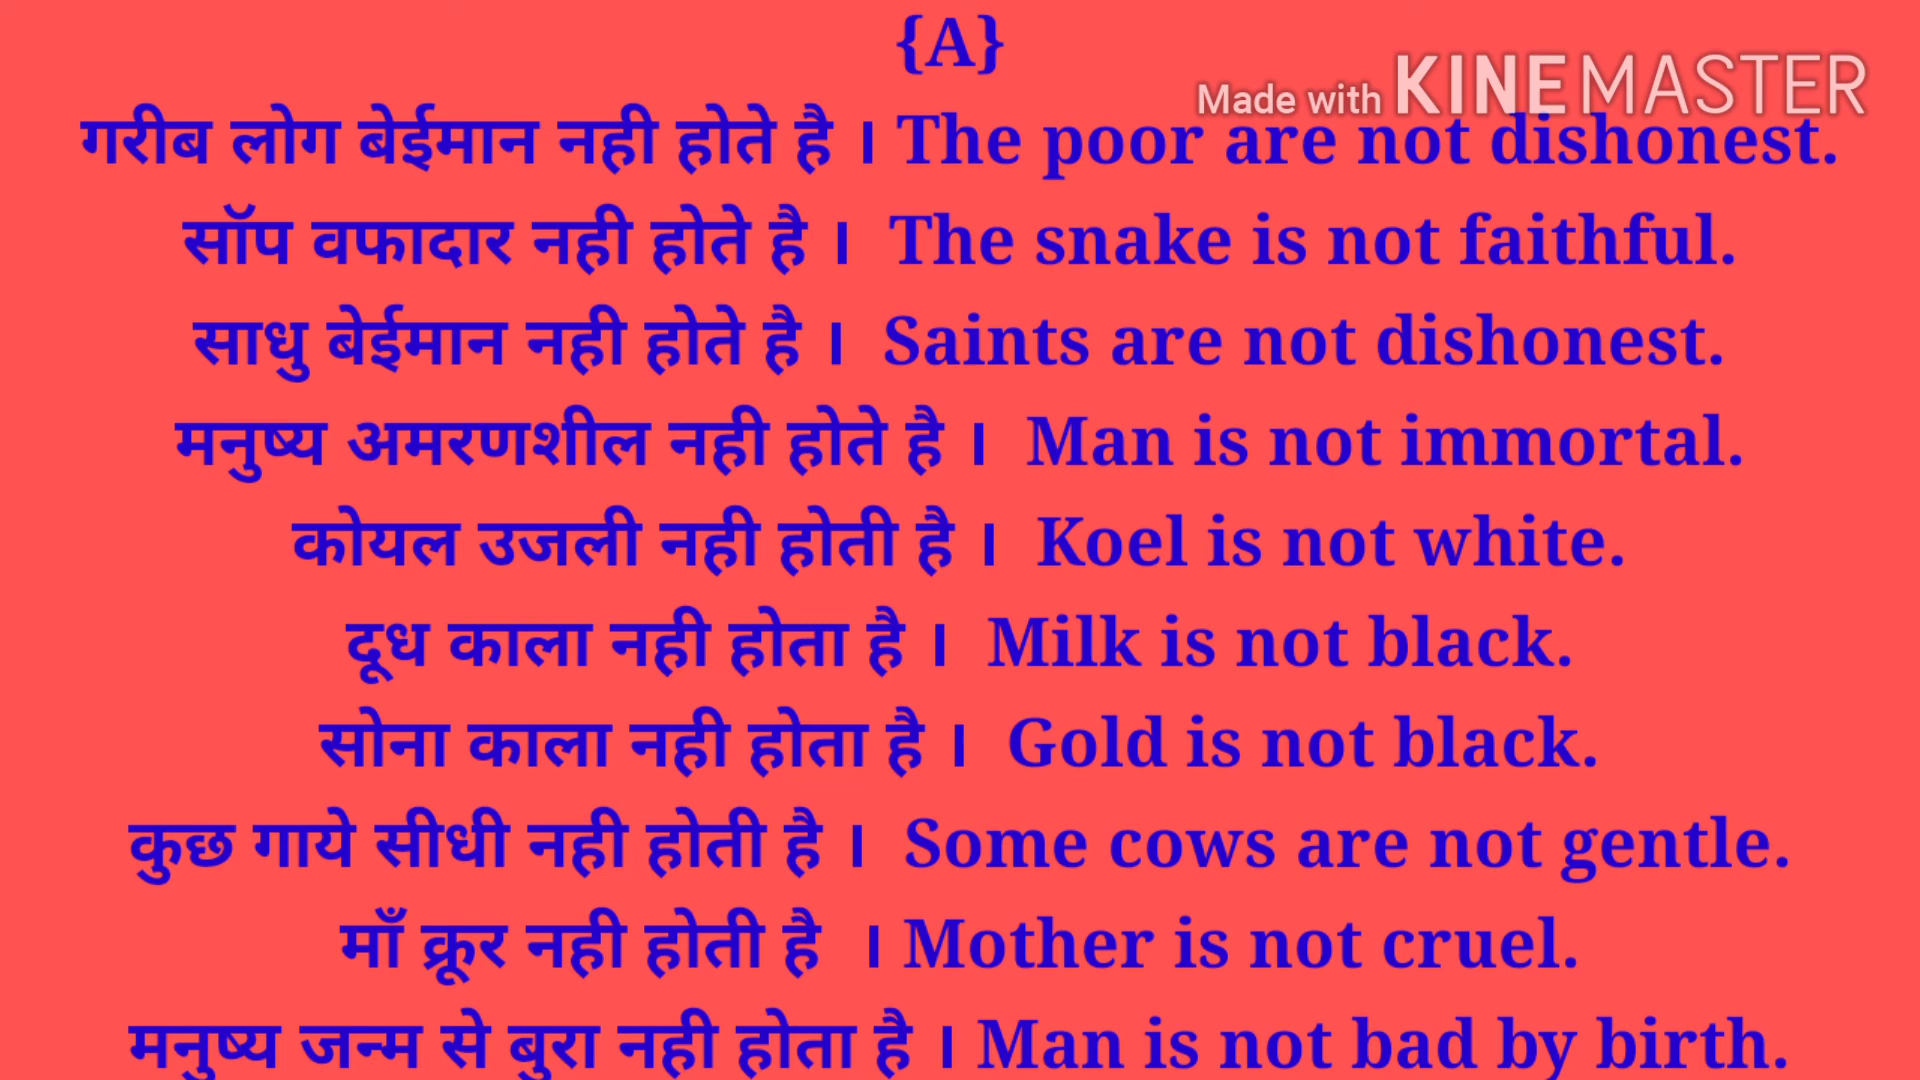 {A}
Made with KINEMASTER
गरीब लोग बेईमान नही होते है । The poor are not dishonest.
सॉप वफादार नही होते है । The snake is not faithful.
साधु बेईमान नही होते है । Saints are not dishonest.
मनुष्य अमरणशील नही होते है । Man is not immortal.
कोयल उजली नही होती है । Koel is not white.
दूध काला नही होता है । Milk is not black.
सोना काला नही होता है । Gold is not black.
कुछ गाये सीधी नही होती है । Some cows are not gentle.
माँ क्रूर नही होती है । Mother is not cruel.
मनुष्य जन्म से बुरा नही होता है । Man is not bad by birth.